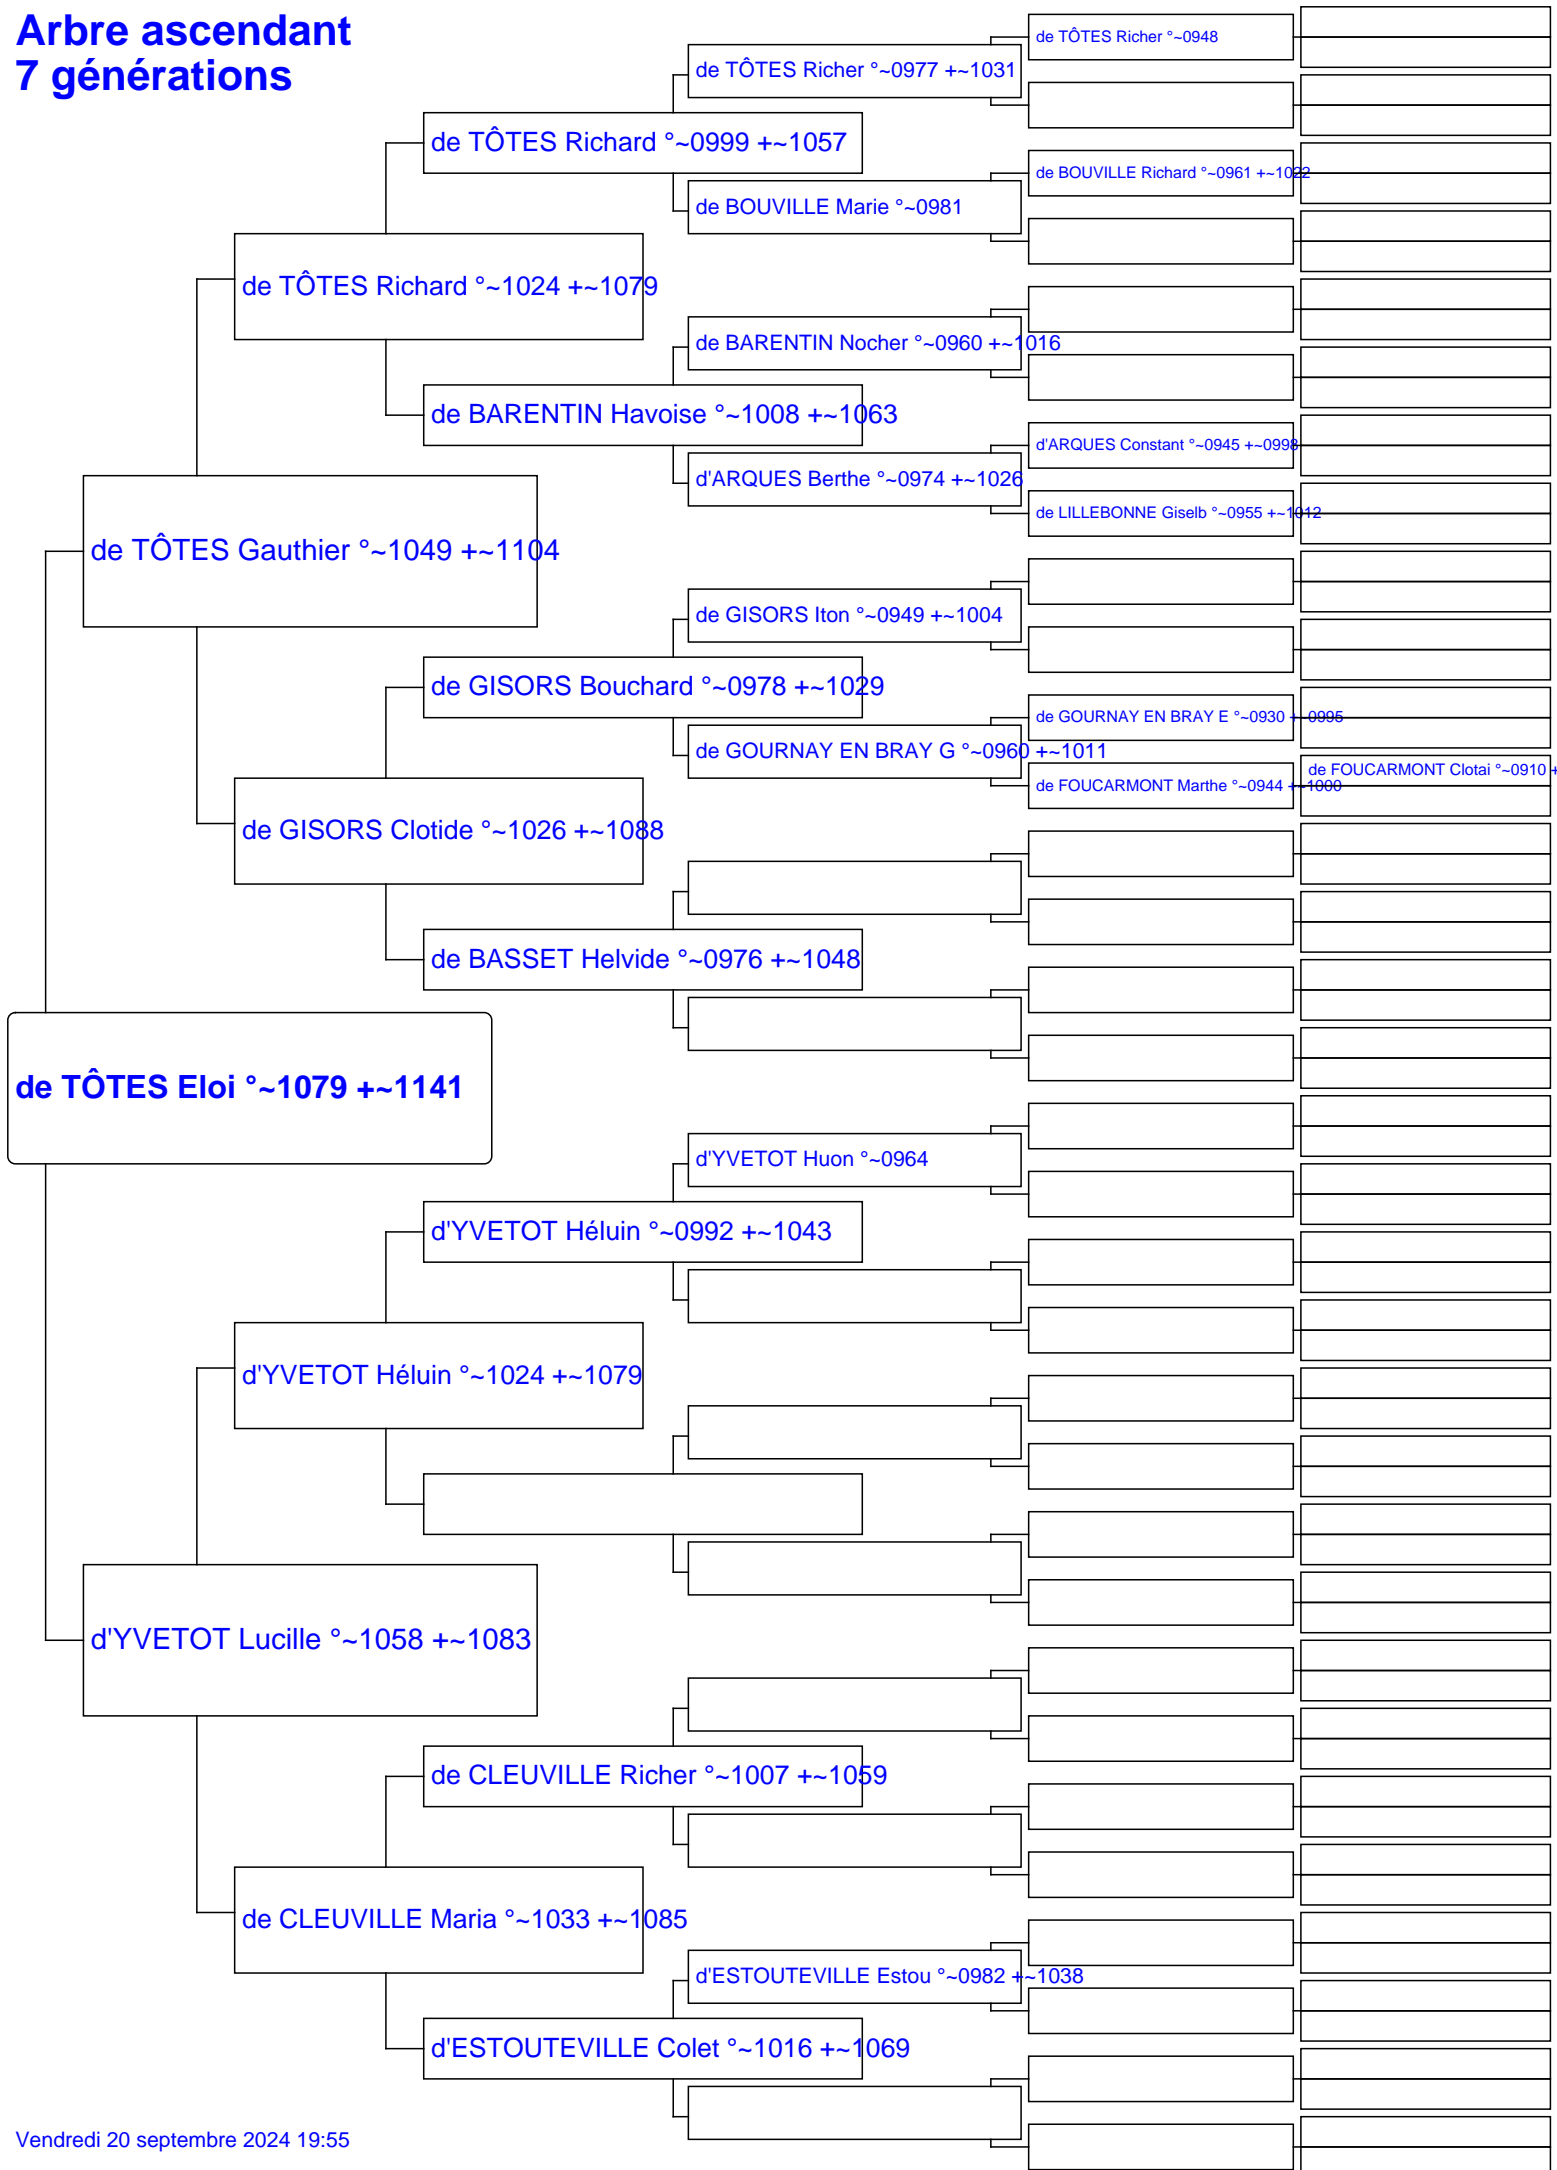 Arbre ascendant
7 générations
de TÔTES Richer °~0948
de TÔTES Richer °~0977 +~1031
de TÔTES Richard °~0999 +~1057
de BOUVILLE Richard °~0961 +~1022
de BOUVILLE Marie °~0981
de TÔTES Richard °~1024 +~1079
de BARENTIN Nocher °~0960 +~1016
de BARENTIN Havoise °~1008 +~1063
d'ARQUES Constant °~0945 +~0998
d'ARQUES Berthe °~0974 +~1026
de LILLEBONNE Giselb °~0955 +~1012
de TÔTES Gauthier °~1049 +~1104
de GISORS Iton °~0949 +~1004
de GISORS Bouchard °~0978 +~1029
de GOURNAY EN BRAY E °~0930 +~0995
de GOURNAY EN BRAY G °~0960 +~1011
de FOUCARMONT Clotai °~0910 +
de FOUCARMONT Marthe °~0944 +~1000
de GISORS Clotide °~1026 +~1088
de BASSET Helvide °~0976 +~1048
de TÔTES Eloi °~1079 +~1141
d'YVETOT Huon °~0964
d'YVETOT Héluin °~0992 +~1043
d'YVETOT Héluin °~1024 +~1079
d'YVETOT Lucille °~1058 +~1083
de CLEUVILLE Richer °~1007 +~1059
de CLEUVILLE Maria °~1033 +~1085
d'ESTOUTEVILLE Estou °~0982 +~1038
d'ESTOUTEVILLE Colet °~1016 +~1069
Vendredi 20 septembre 2024 19:55